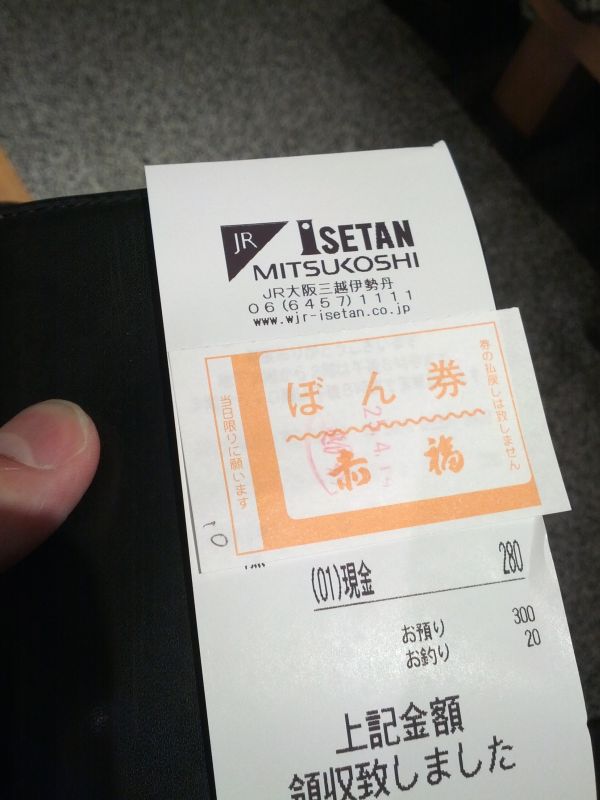 JR ISETAN
MITSUKOSHI
JR大阪三越伊勢丹
06(6457)1111
www.wjr-isetan.co.jp
券の払戻しは致しません
ぼん券
赤福
当日限りに願います
(01)現金 280
お預り 300
お釣り 20
上記金額
領収致しました